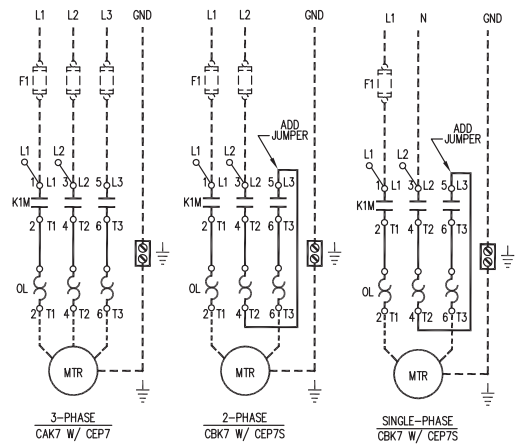 L1 L2 L3 GND
F1
L1 L2
1 L1 3 L2 5 L3
K1M
2 T1 4 T2 6 T3
OL
2 T1 4 T2 6 T3
MTR
3-PHASE
CAK7 W/ CEP7
L1 L2 GND
F1
ADD
JUMPER
L1 L2
1 L1 3 L2 5 L3
K1M
2 T1 4 T2 6 T3
OL
2 T1 4 T2 6 T3
MTR
2-PHASE
CBK7 W/ CEP7S
L1 N GND
F1
ADD
JUMPER
L1 L2
1 L1 3 L2 5 L3
K1M
2 T1 4 T2 6 T3
OL
2 T1 4 T2 6 T3
MTR
SINGLE-PHASE
CBK7 W/ CEP7S